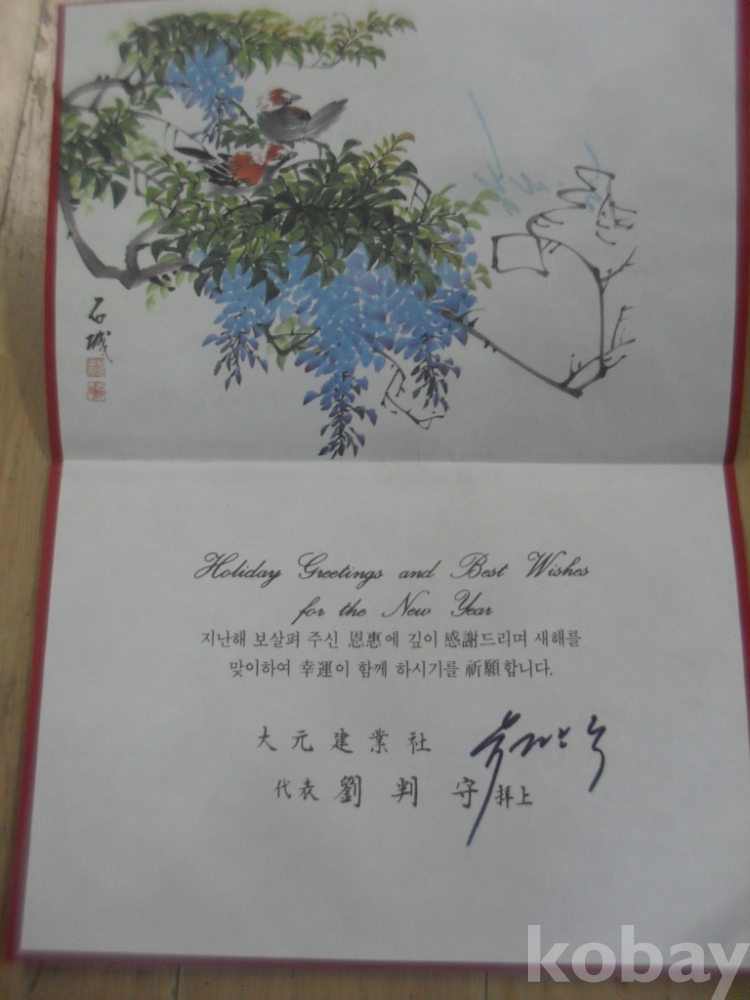 石城
Holiday Greetings and Best Wishes
for the New Year
지난해 보살펴 주신 恩惠에 깊이 感謝드리며 새해를
맞이하여 幸運이 함께 하시기를 祈願합니다.
大元建業社
代表 劉判守 拜上
kobay